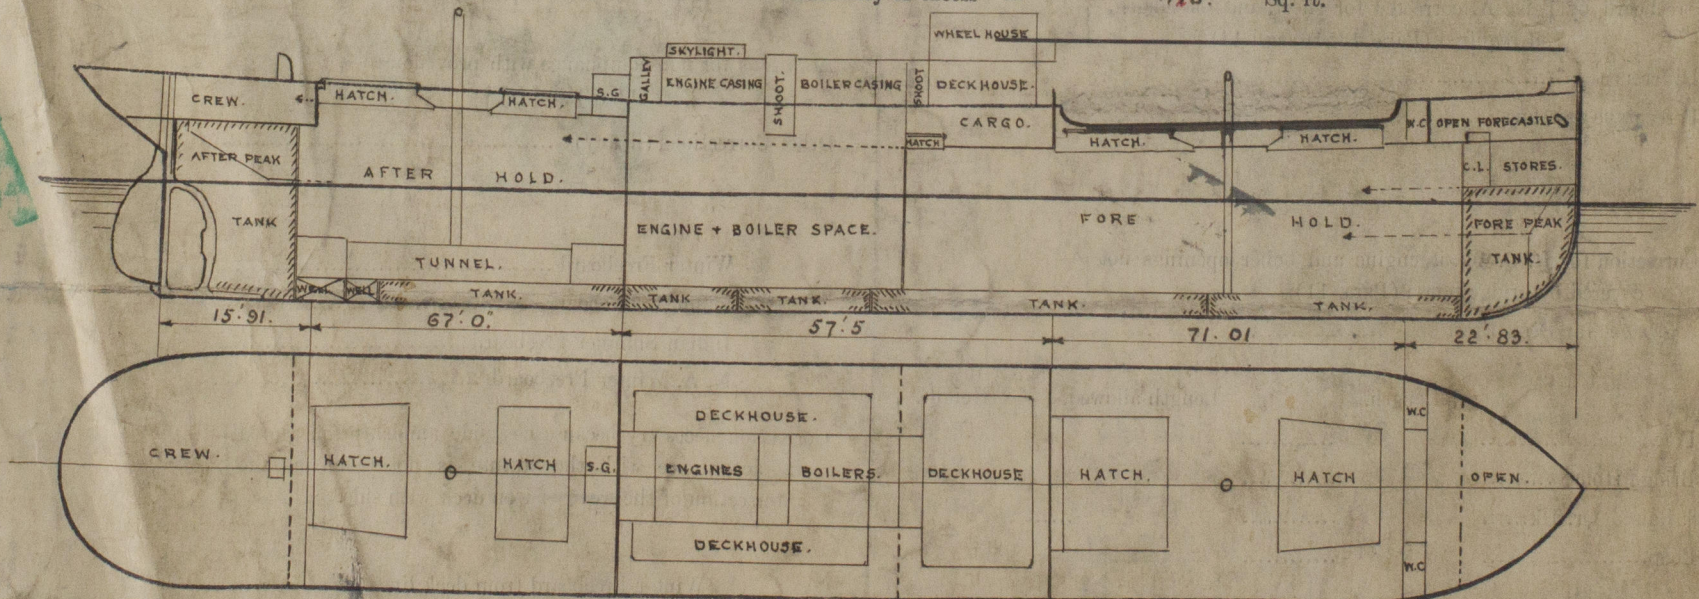 Sq. ft.
WHEEL HOUSE
SKYLIGHT.
GALLEY
ENGINE CASING
SHOOT.
BOILER CASING
SHOOT
DECKHOUSE.
CREW.
HATCH.
HATCH.
S.G
CARGO.
HATCH
HATCH.
HATCH.
W.C
OPEN FORECASTLE
AFTER PEAK
AFTER HOLD.
C.L.
STORES.
TANK
ENGINE + BOILER SPACE.
FORE HOLD.
FORE PEAK
TANK.
TUNNEL.
WELL
WELL
TANK.
TANK
TANK.
TANK.
TANK.
15'.91.
67'.0".
57'.5
71.01
22'.83.
DECKHOUSE.
W.C
CREW.
HATCH.
HATCH
S.G.
ENGINES
BOILERS.
DECKHOUSE
HATCH.
HATCH
OPEN.
DECKHOUSE.
W.C